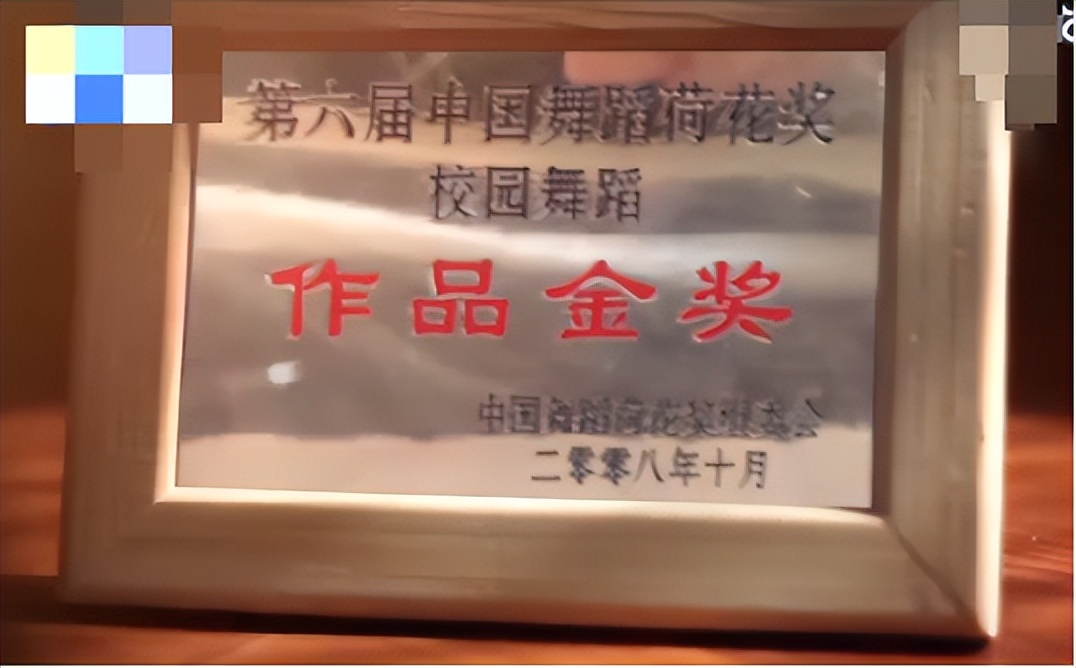 第六届中国舞蹈荷花奖
校园舞蹈
作品金奖
中国舞蹈荷花奖组委会
二零零八年十月